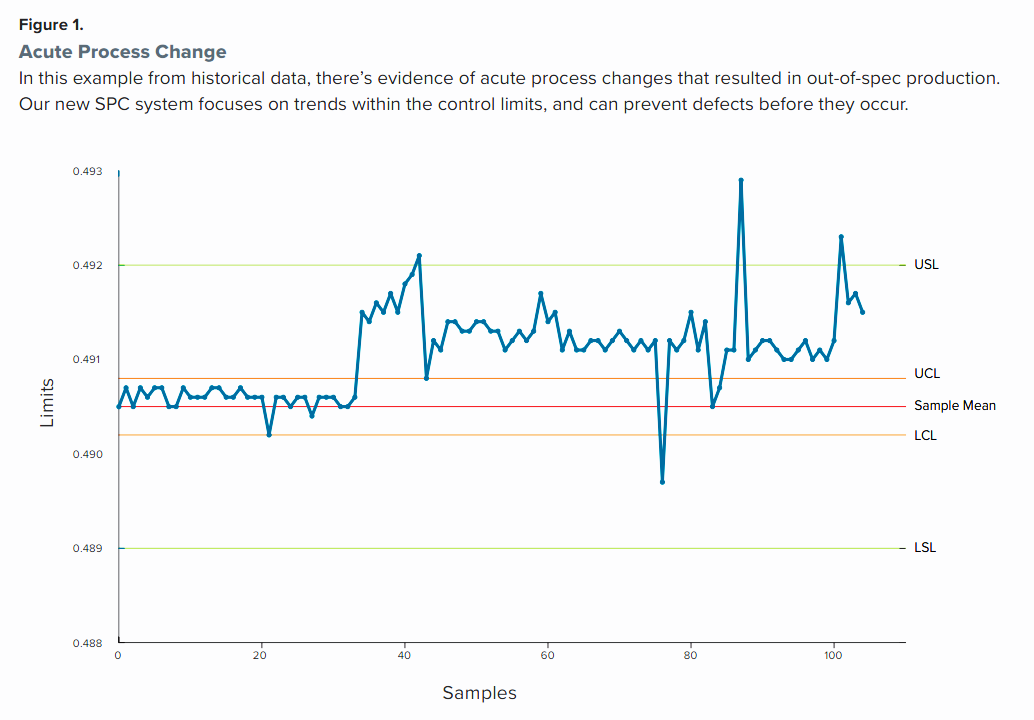 Figure 1.
Acute Process Change
In this example from historical data, there's evidence of acute process changes that resulted in out-of-spec production.
Our new SPC system focuses on trends within the control limits, and can prevent defects before they occur.
0.493
0.492
USL
0.491
UCL
Limits
Sample Mean
LCL
0.490
0.489
LSL
0.488
0
20
40
60
80
100
Samples